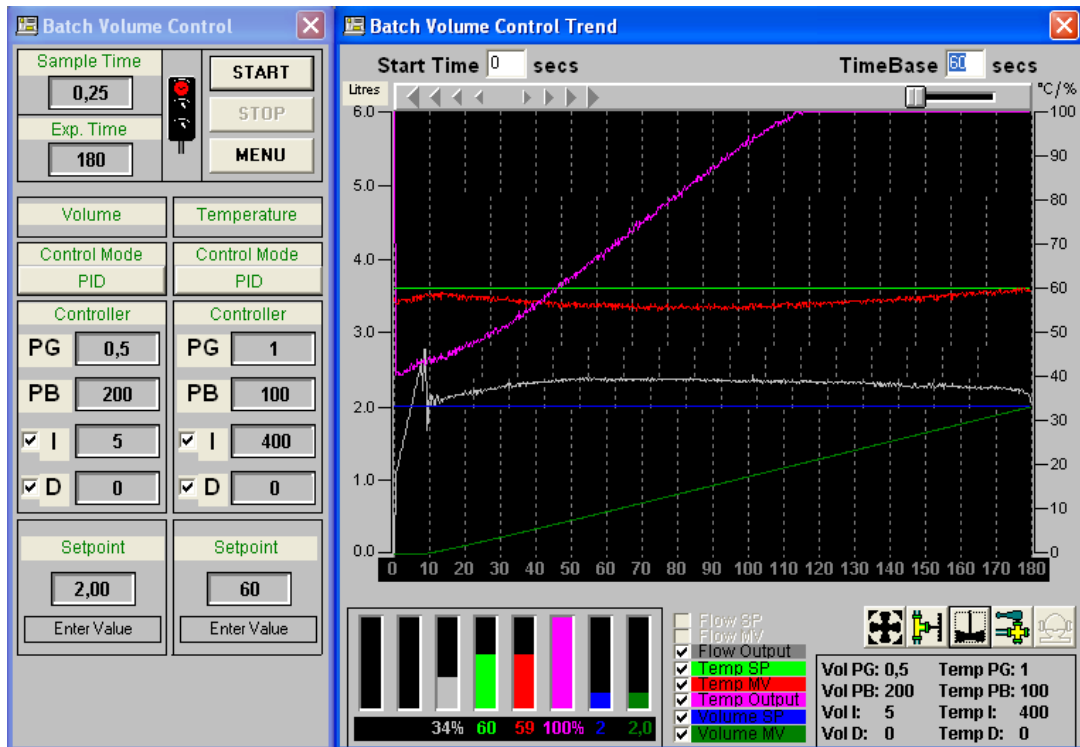 Batch Volume Control
Sample Time
0,25
Exp. Time
180
START
STOP
MENU
Volume
Temperature
Control Mode
PID
Control Mode
PID
Controller
PG 0,5
PB 200
I 5
D 0
Controller
PG 1
PB 100
I 400
D 0
Setpoint
2,00
Enter Value
Setpoint
60
Enter Value
Batch Volume Control Trend
Start Time 0 secs
TimeBase 60 secs
Litres
°C/%
6.0
5.0
4.0
3.0
2.0
1.0
0.0
100
90
80
70
60
50
40
30
20
10
0
0 10 20 30 40 50 60 70 80 90 100 110 120 130 140 150 160 170 180
34% 60 59 100% 2 2,0
Flow SP
Flow MV
Flow Output
Temp SP
Temp MV
Temp Output
Volume SP
Volume MV
Vol PG: 0,5 Temp PG: 1
Vol PB: 200 Temp PB: 100
Vol I: 5 Temp I: 400
Vol D: 0 Temp D: 0